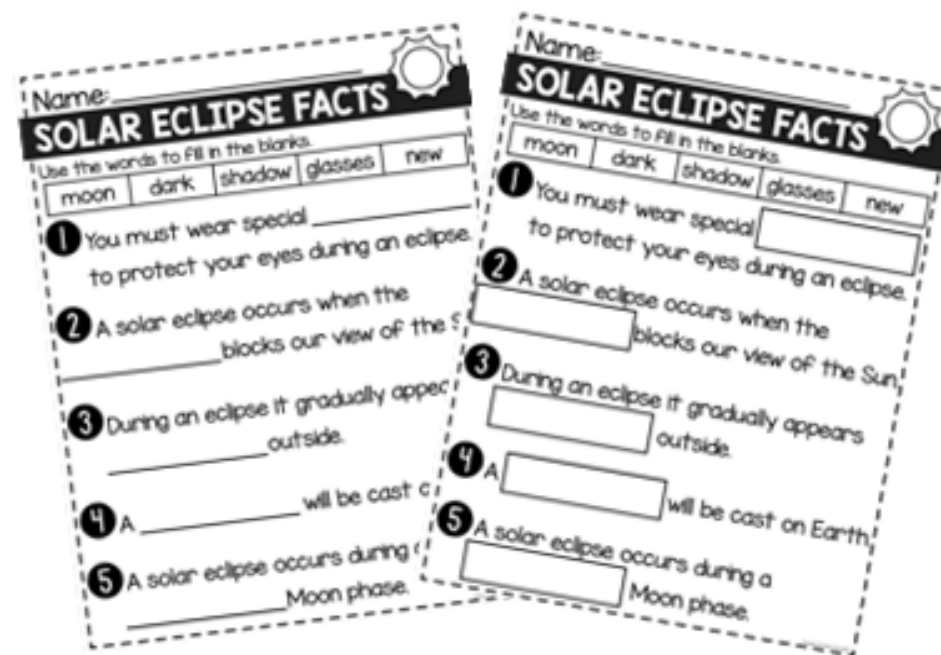 Name:
SOLAR ECLIPSE FACTS
Use the words to fill in the blanks.
moon dark shadow glasses new
1 You must wear special
to protect your eyes during an eclipse.
2 A solar eclipse occurs when the
blocks our view of the S
3 During an eclipse it gradually appea
outside.
4 A will be cast
5 A solar eclipse occurs during
Moon phase.
Name:
SOLAR ECLIPSE FACTS
Use the words to fill in the blanks.
moon dark shadow glasses new
1 You must wear special
to protect your eyes during an eclipse.
2 A solar eclipse occurs when the
blocks our view of the Sun.
3 During an eclipse it gradually appears
outside.
4 A will be cast on Earth.
5 A solar eclipse occurs during a
Moon phase.